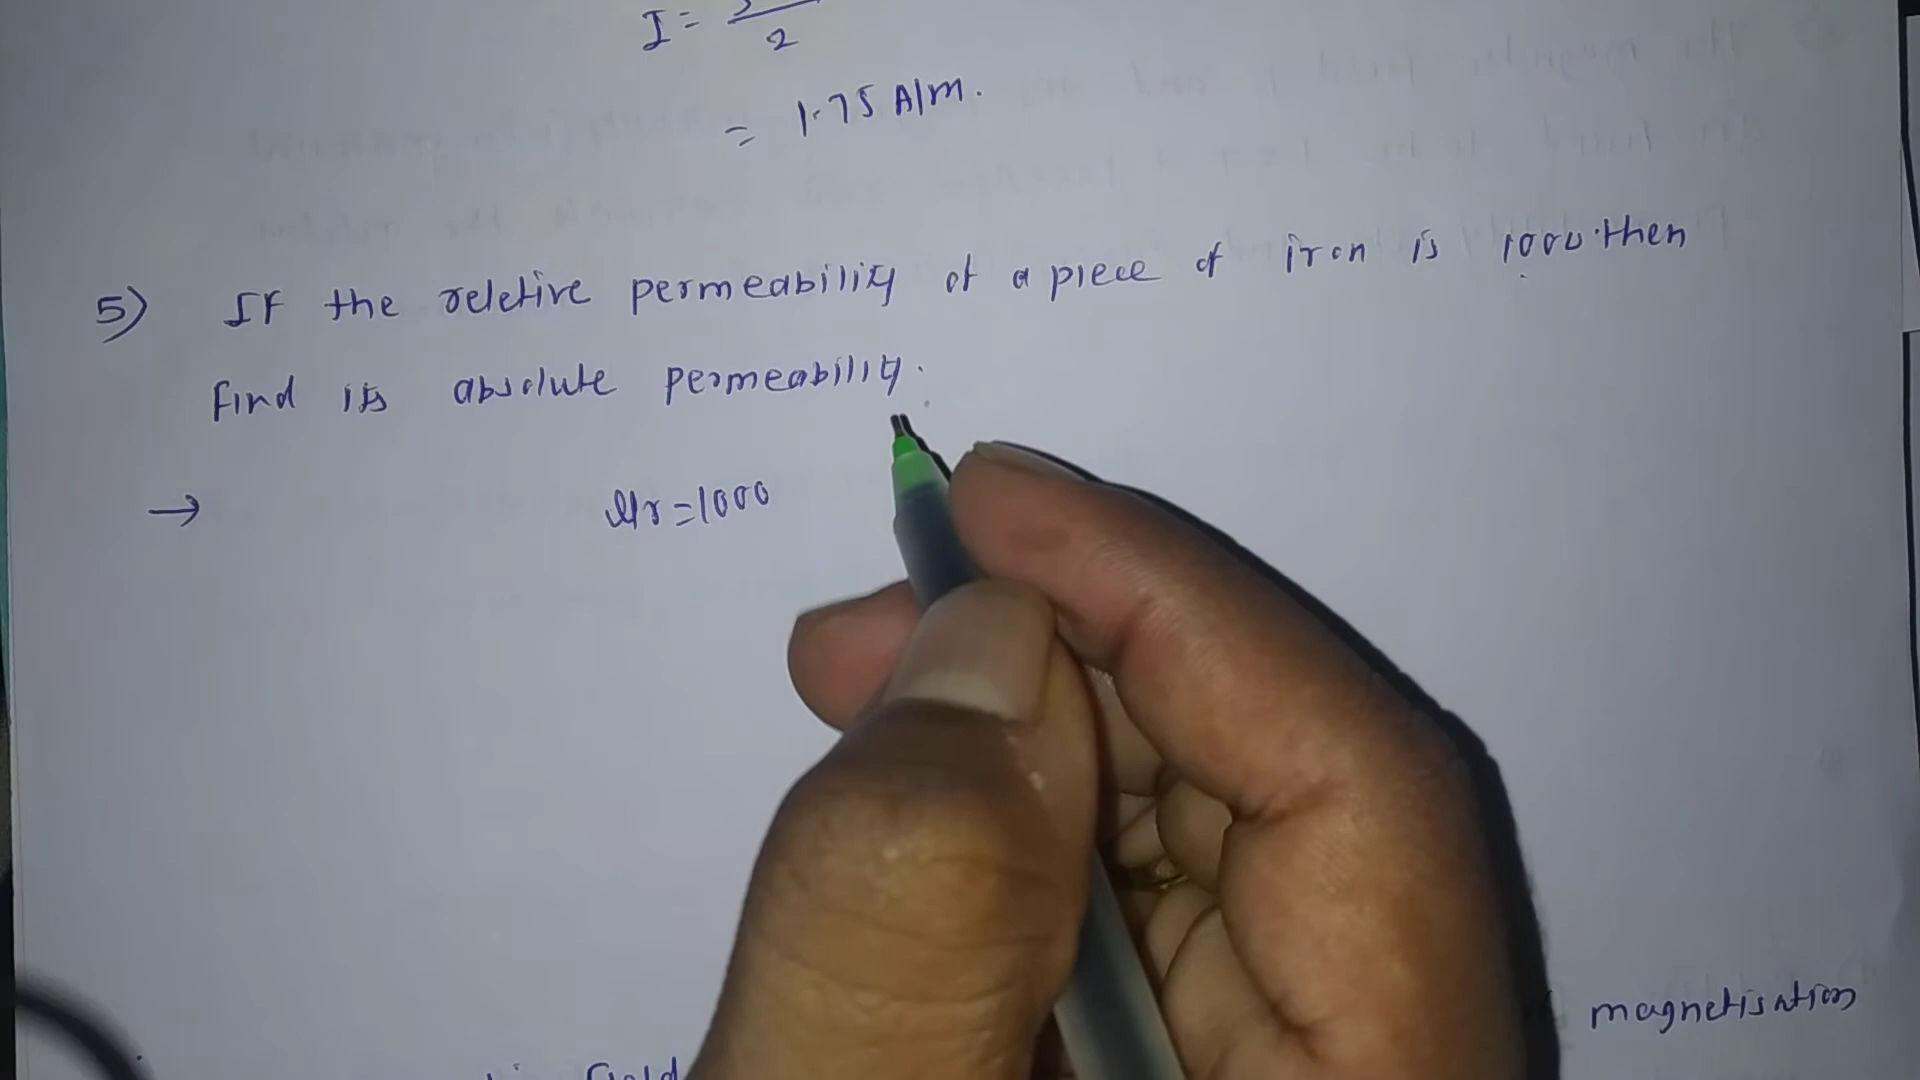 I = 2
= 1.75 A/m.
5) If the reletive permeability of a piece of iron is 1000 then
find its absolute permeability.
→ μr = 1000
magnetisation
field